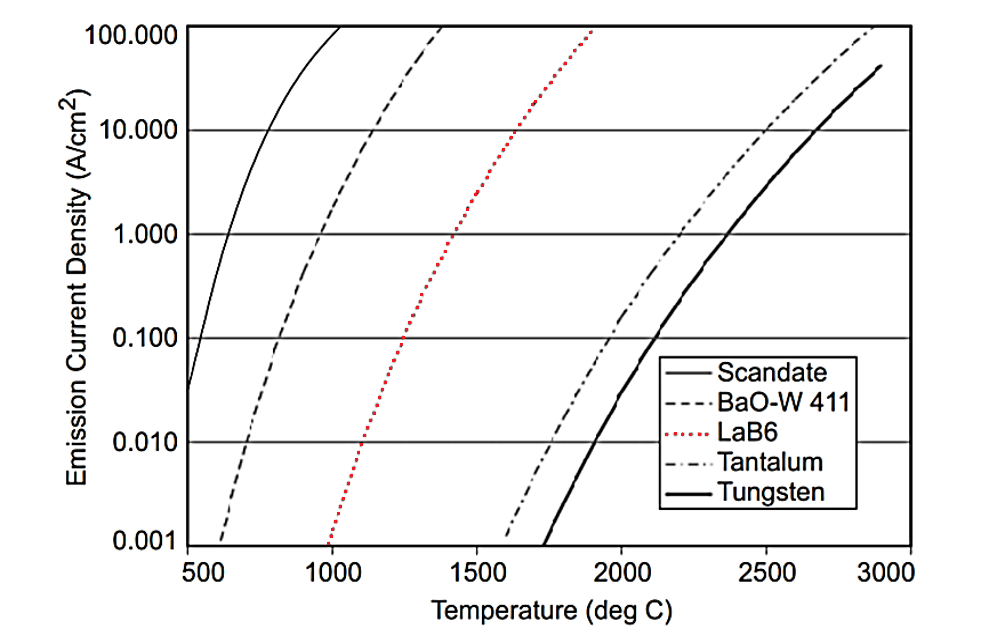 100.000
10.000
1.000
0.100
0.010
0.001
Emission Current Density (A/cm2)
Scandate
BaO-W 411
LaB6
Tantalum
Tungsten
500 1000 1500 2000 2500 3000
Temperature (deg C)